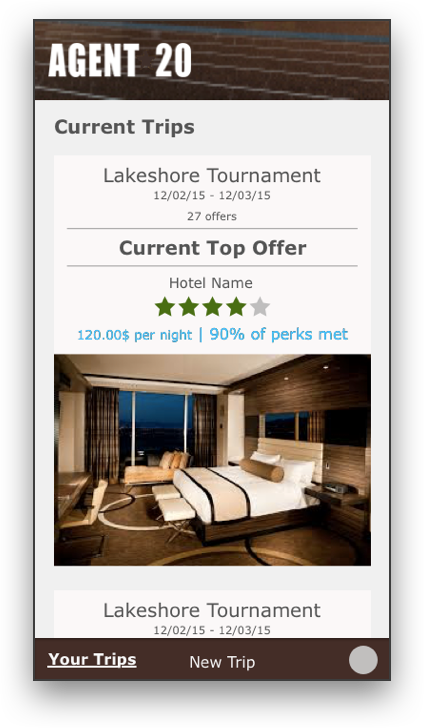 AGENT 20
Current Trips
Lakeshore Tournament
12/02/15 - 12/03/15
27 offers
Current Top Offer
Hotel Name
120.00$ per night | 90% of perks met
Lakeshore Tournament
12/02/15 - 12/03/15
Your Trips
New Trip